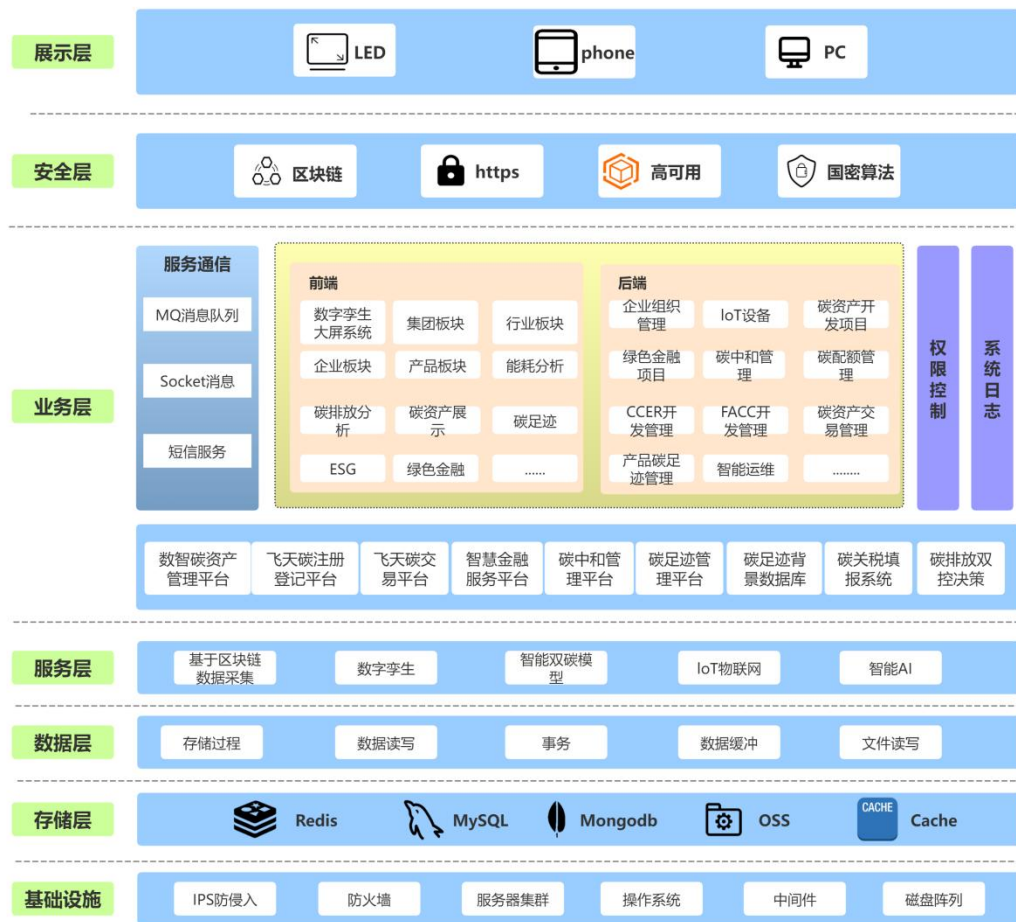 展示层
LED
phone
PC
安全层
区块链
https
高可用
国密算法
业务层
服务通信
MQ消息队列
Socket消息
短信服务
前端
数字孪生
大屏系统
集团板块
行业板块
企业板块
产品板块
能耗分析
碳排放分
析
碳资产展
示
碳足迹
ESG
绿色金融
......
后端
企业组织
管理
IoT设备
碳资产开
发项目
绿色金融
项目
碳中和管
理
碳配额管
理
CCER开
发管理
FACC开
发管理
碳资产交
易管理
产品碳足
迹管理
智能运维
........
权限控制
系统日志
数智碳资产
管理平台
飞天碳注册
登记平台
飞天碳交
易平台
智慧金融
服务平台
碳中和管
理平台
碳足迹管
理平台
碳足迹背
景数据库
碳关税填
报系统
碳排放双
控决策
服务层
基于区块链
数据采集
数字孪生
智能双碳模
型
IoT物联网
智能AI
数据层
存储过程
数据读写
事务
数据缓冲
文件读写
存储层
Redis
MySQL
Mongodb
OSS
CACHE
Cache
基础设施
IPS防侵入
防火墙
服务器集群
操作系统
中间件
磁盘阵列